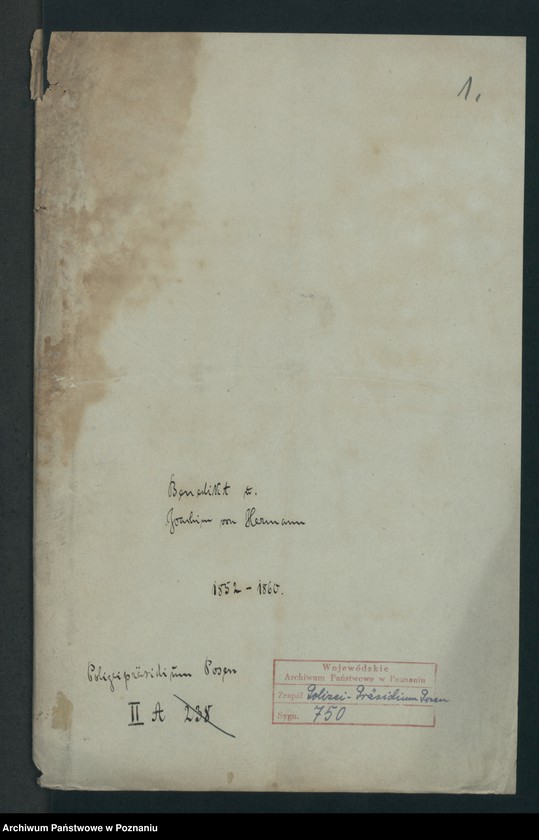 1.
Benedikt u.
Joachim von Hermann
1852 - 1860.
Polizeipräsidium Posen
II A 238
Wojewódzkie
Archiwum Państwowe w Poznaniu
Zespół Polizei-Präsidium Posen
Sygn. 750
Archiwum Państwowe w Poznaniu